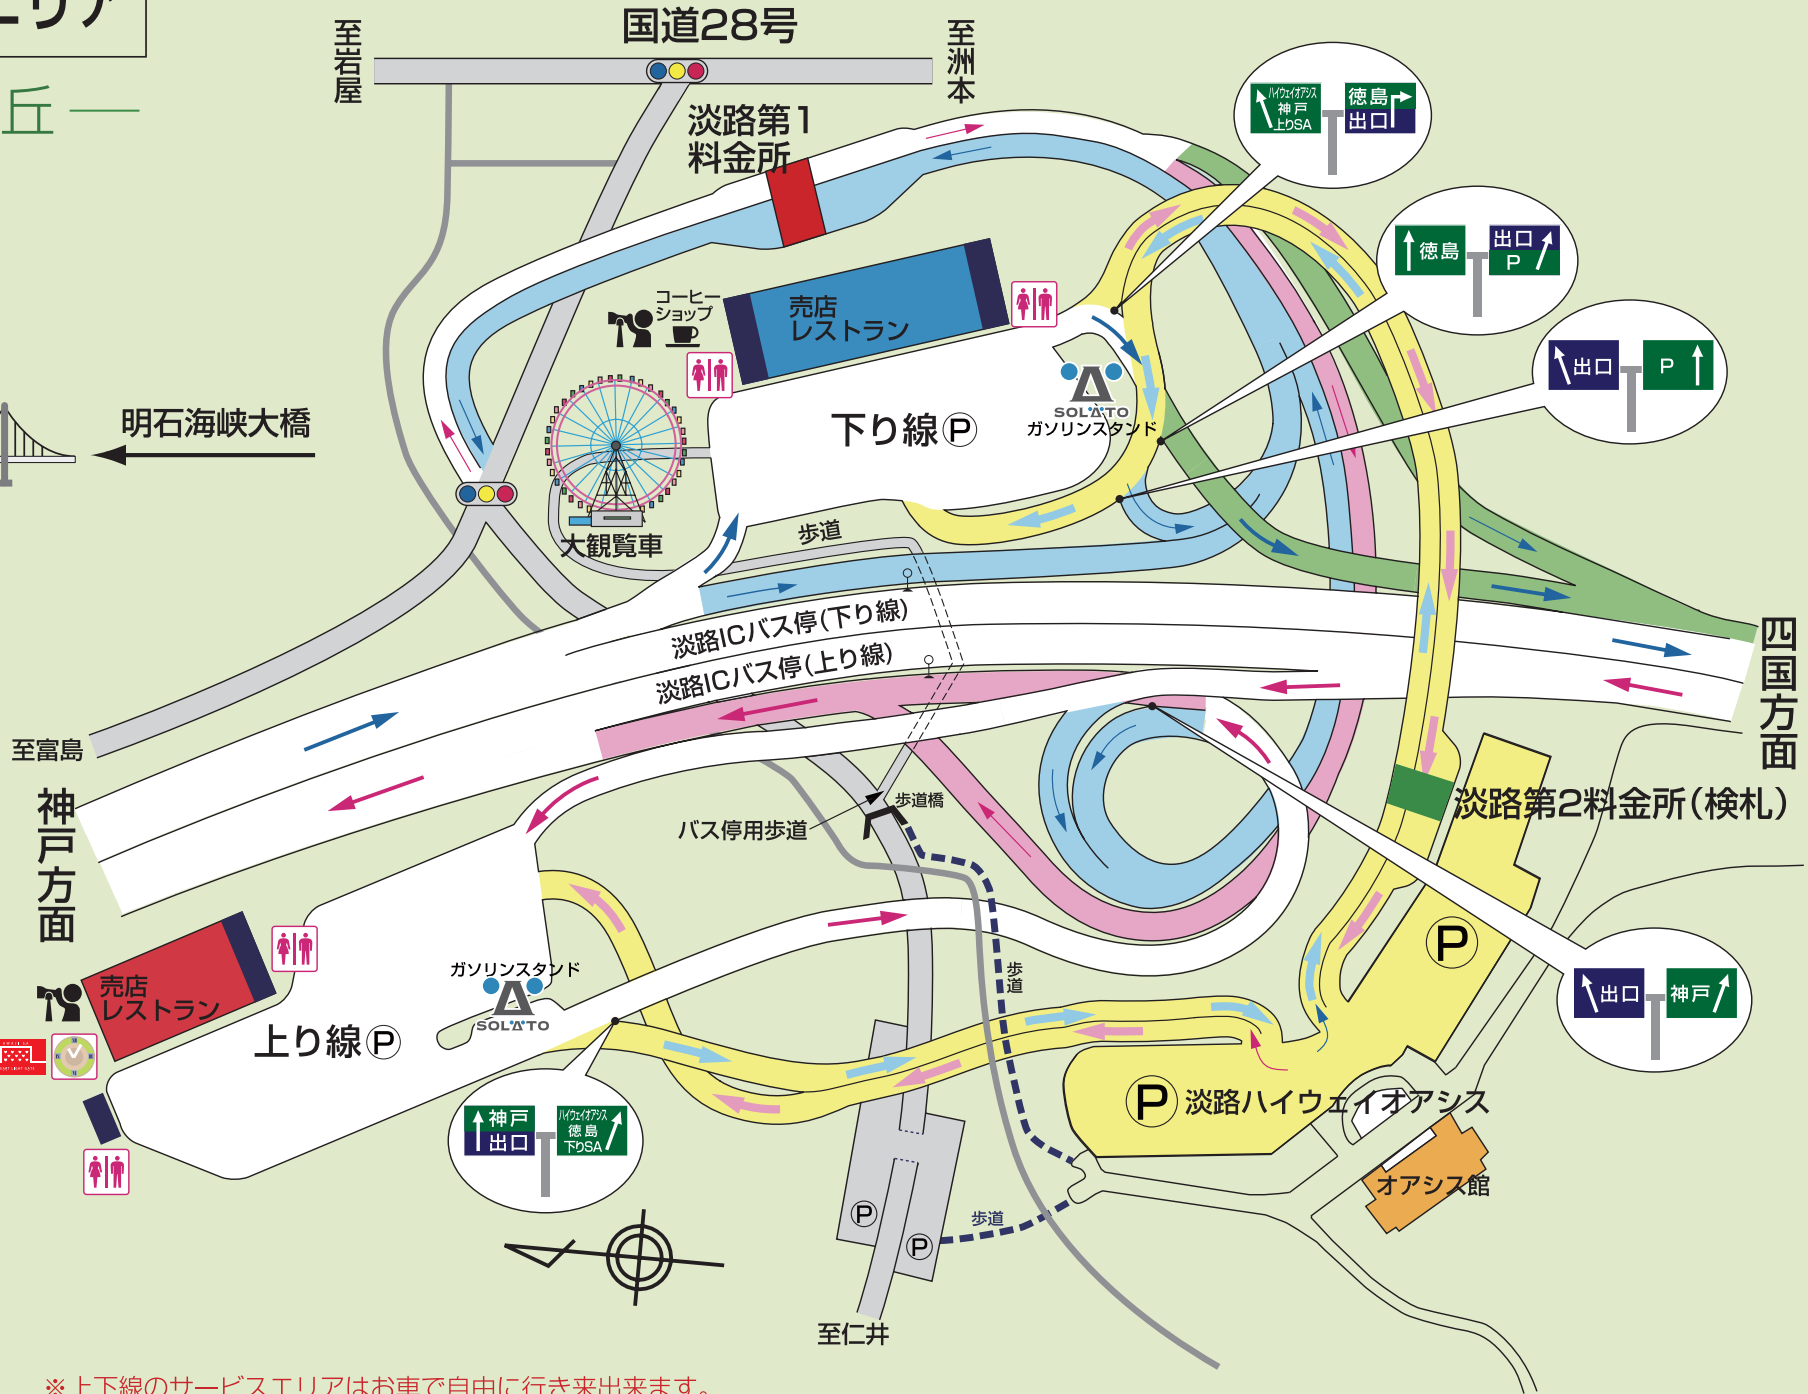 エリア
丘
国道28号
至岩屋
至洲本
淡路第1
料金所
ハイウェイオアシス
神戸
上りSA
徳島
出口
徳島
出口
P
出口
P
コーヒー
ショップ
売店
レストラン
下り線 P
SOLATO
ガソリンスタンド
明石海峡大橋
大観覧車
歩道
淡路ICバス停(下り線)
淡路ICバス停(上り線)
四国方面
至富島
神戸方面
淡路第2料金所(検札)
歩道橋
バス停用歩道
P
売店
レストラン
ガソリンスタンド
SOLATO
上り線 P
歩道
出口
神戸
神戸
出口
ハイウェイオアシス
徳島
下りSA
P 淡路ハイウェイオアシス
オアシス館
P
P
歩道
至仁井
※上下線のサービスエリアはお車で自由に行き来出来ます。